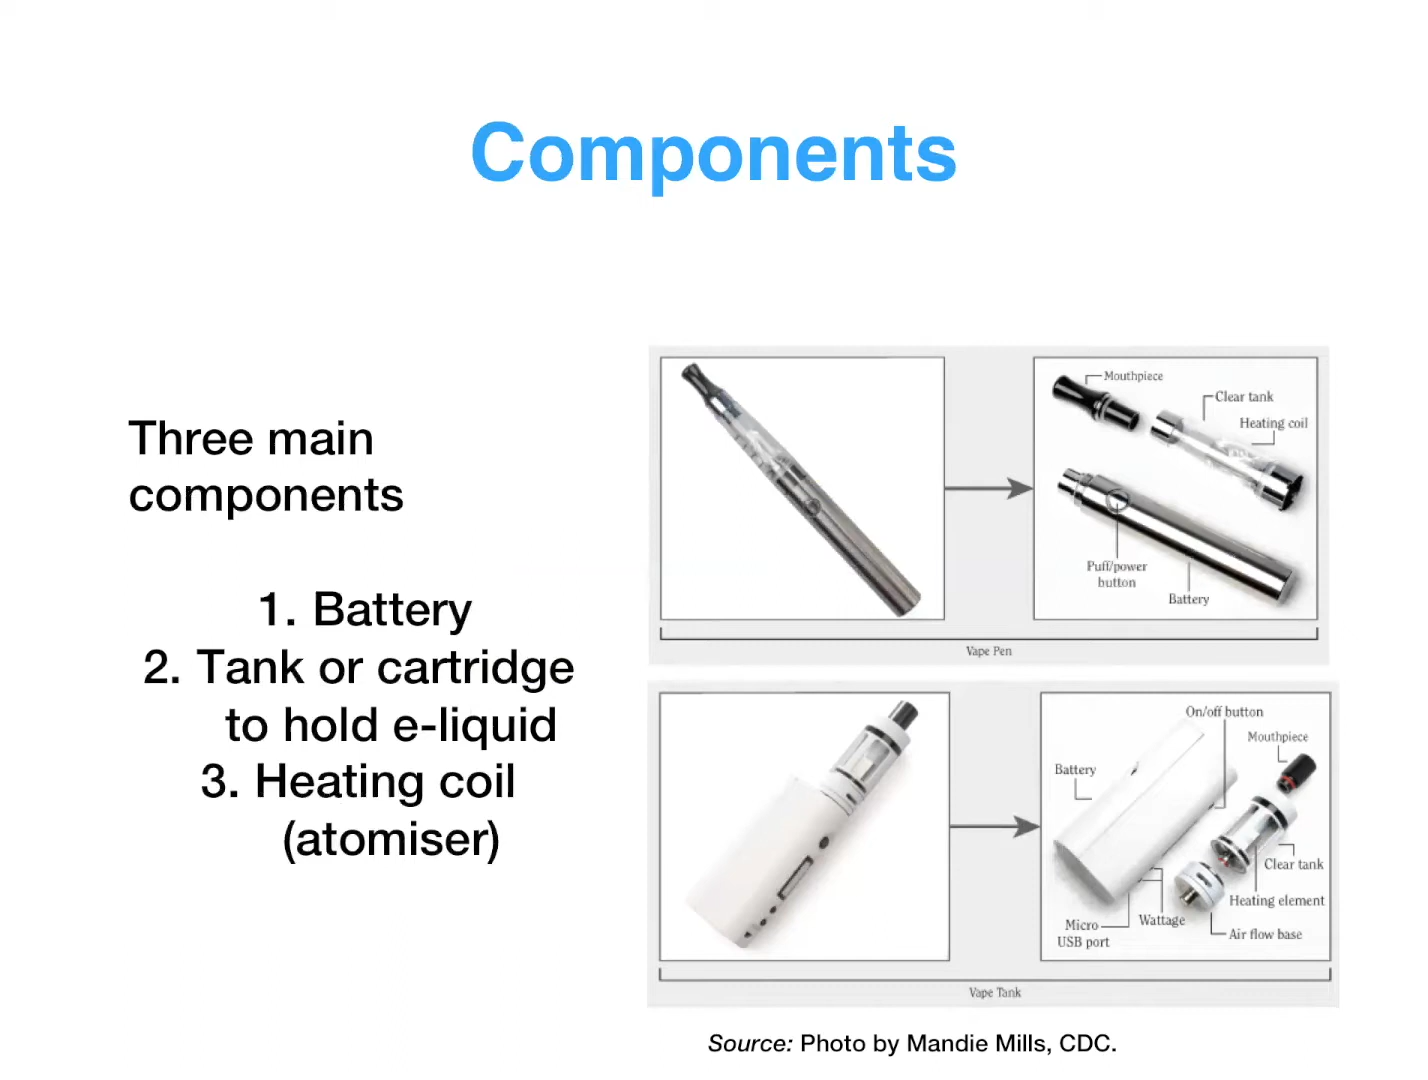 Components
Three main
components
1. Battery
2. Tank or cartridge
to hold e-liquid
3. Heating coil
(atomiser)
Mouthpiece
Clear tank
Heating coil
Puff/power
button
Battery
Vape Pen
On/off button
Mouthpiece
Battery
Clear tank
Heating element
Wattage
Micro
USB port
Air flow base
Vape Tank
Source: Photo by Mandie Mills, CDC.